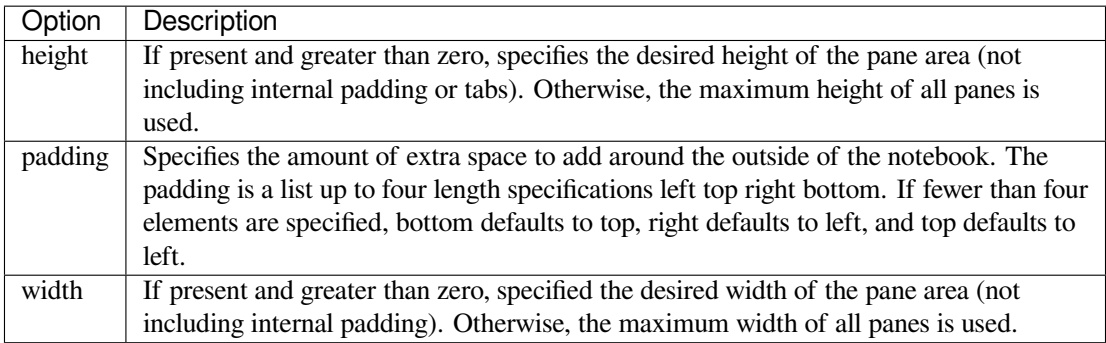 Option Description
height If present and greater than zero, specifies the desired height of the pane area (not
including internal padding or tabs). Otherwise, the maximum height of all panes is
used.
padding Specifies the amount of extra space to add around the outside of the notebook. The
padding is a list up to four length specifications left top right bottom. If fewer than four
elements are specified, bottom defaults to top, right defaults to left, and top defaults to
left.
width If present and greater than zero, specified the desired width of the pane area (not
including internal padding). Otherwise, the maximum width of all panes is used.